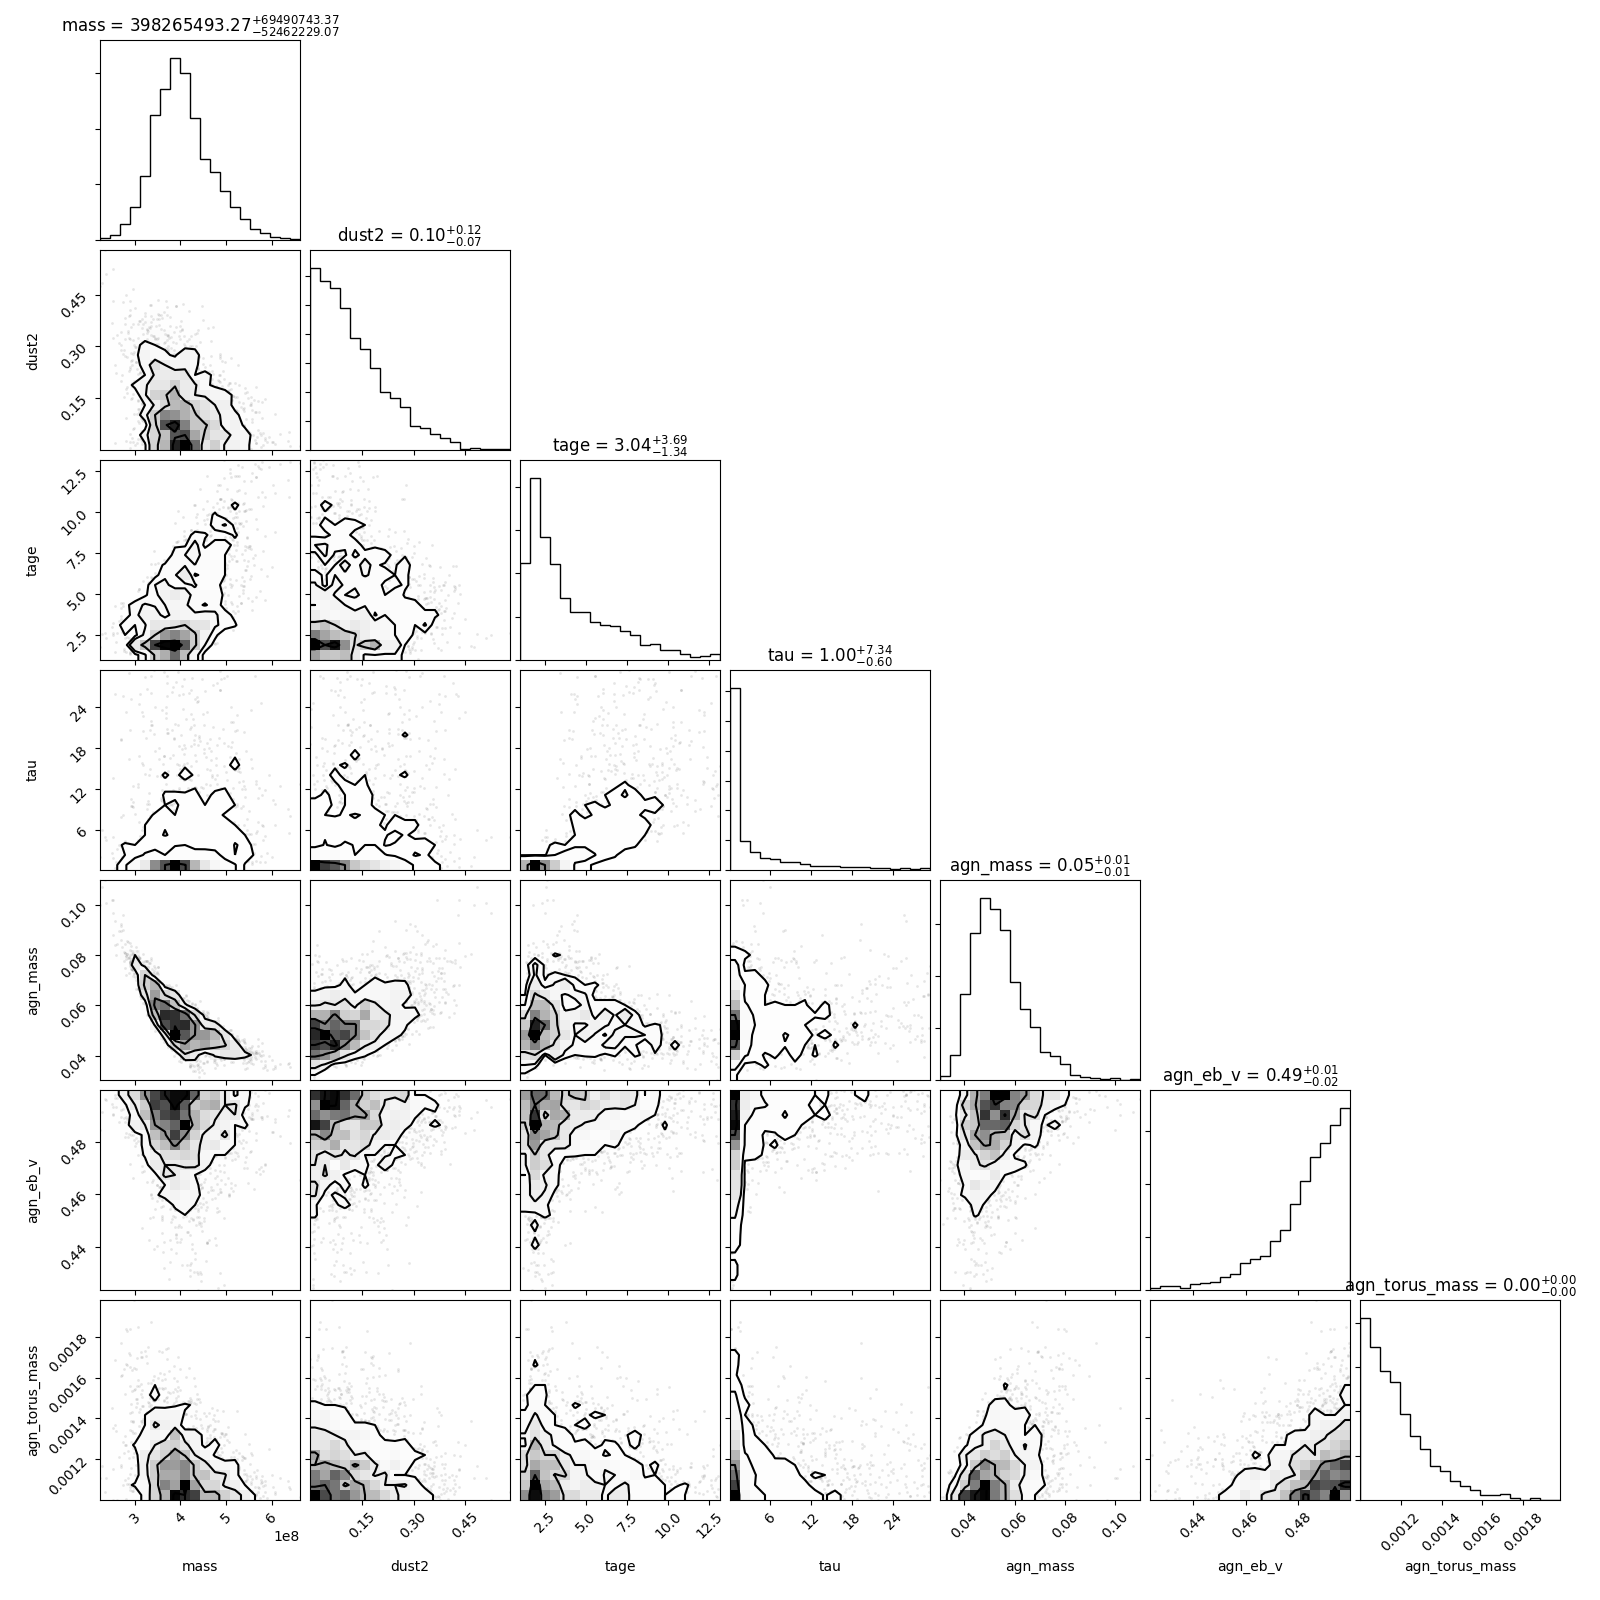 mass = 398265493.27 +69490743.37 −52462229.07
dust2 = 0.10 +0.12 −0.07
0.45
0.30
0.15
dust2
tage = 3.04 +3.69 −1.34
12.5
10.0
7.5
5.0
2.5
tage
tau = 1.00 +7.34 −0.60
24
18
12
6
tau
agn_mass = 0.05 +0.01 −0.01
0.10
0.08
0.06
0.04
agn_mass
agn_eb_v = 0.49 +0.01 −0.02
0.48
0.46
0.44
agn_eb_v
agn_torus_mass = 0.00 +0.00 −0.00
0.0018
0.0016
0.0014
0.0012
agn_torus_mass
3 4 5 6
1e8
0.15 0.30 0.45
2.5 5.0 7.5 10.0 12.5
6 12 18 24
0.04 0.06 0.08 0.10
0.44 0.46 0.48
0.0012 0.0014 0.0016 0.0018
mass dust2 tage tau agn_mass agn_eb_v agn_torus_mass